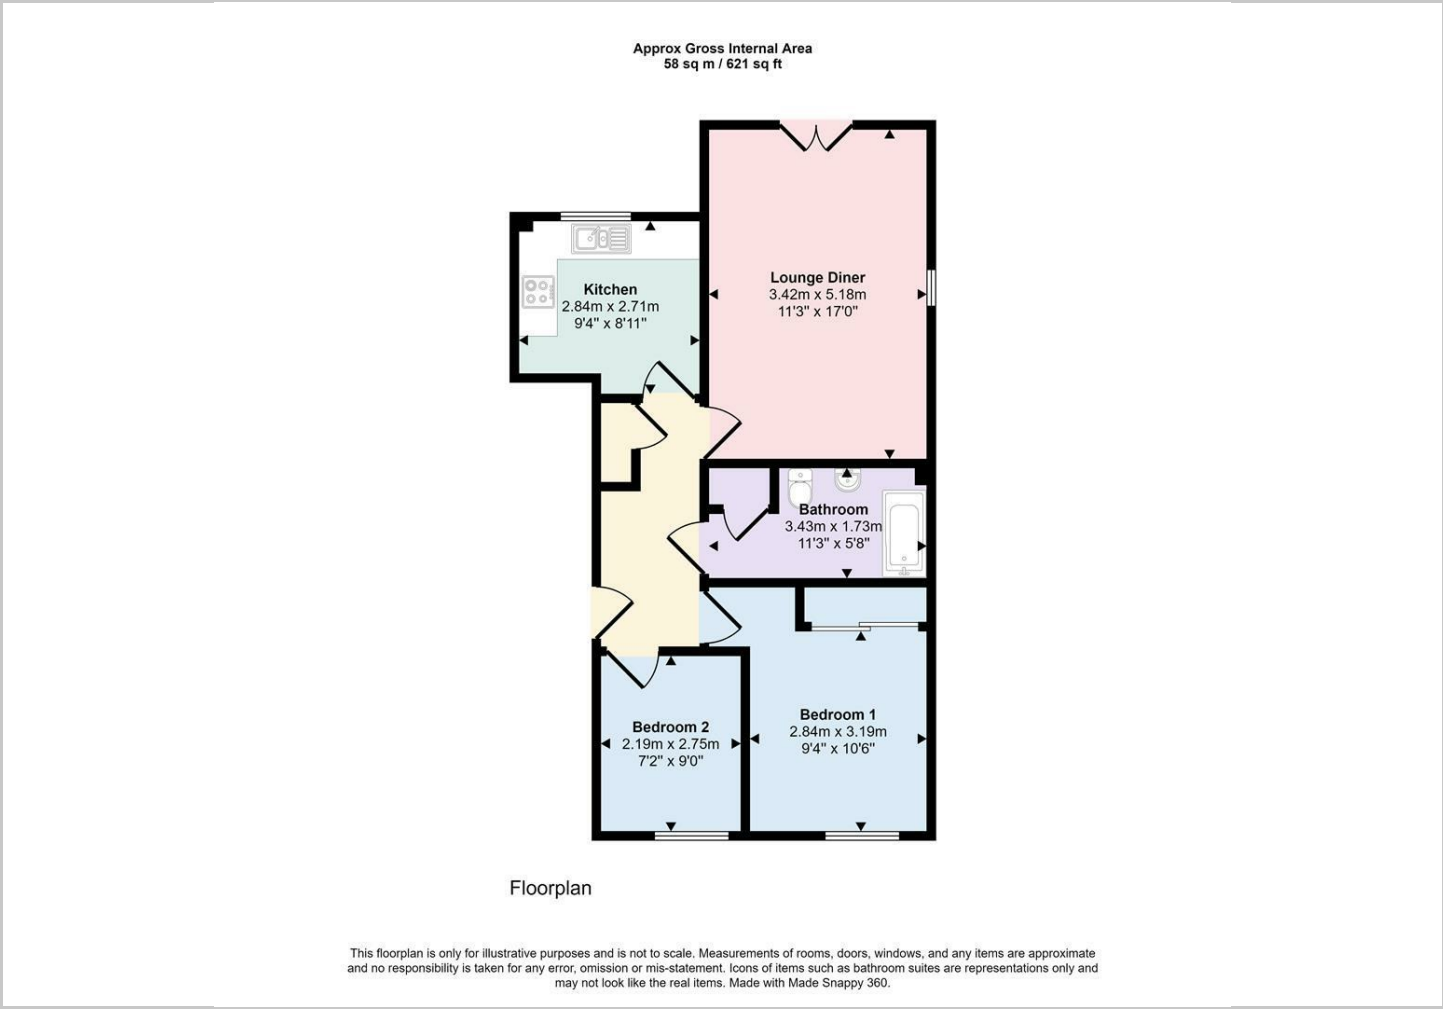 Approx Gross Internal Area
58 sq m / 621 sq ft
Lounge Diner
3.42m x 5.18m
11'3" x 17'0"
Kitchen
2.84m x 2.71m
9'4" x 8'11"
Bathroom
3.43m x 1.73m
11'3" x 5'8"
Bedroom 1
2.84m x 3.19m
9'4" x 10'6"
Bedroom 2
2.19m x 2.75m
7'2" x 9'0"
Floorplan
This floorplan is only for illustrative purposes and is not to scale. Measurements of rooms, doors, windows, and any items are approximate
and no responsibility is taken for any error, omission or mis-statement. Icons of items such as bathroom suites are representations only and
may not look like the real items. Made with Made Snappy 360.